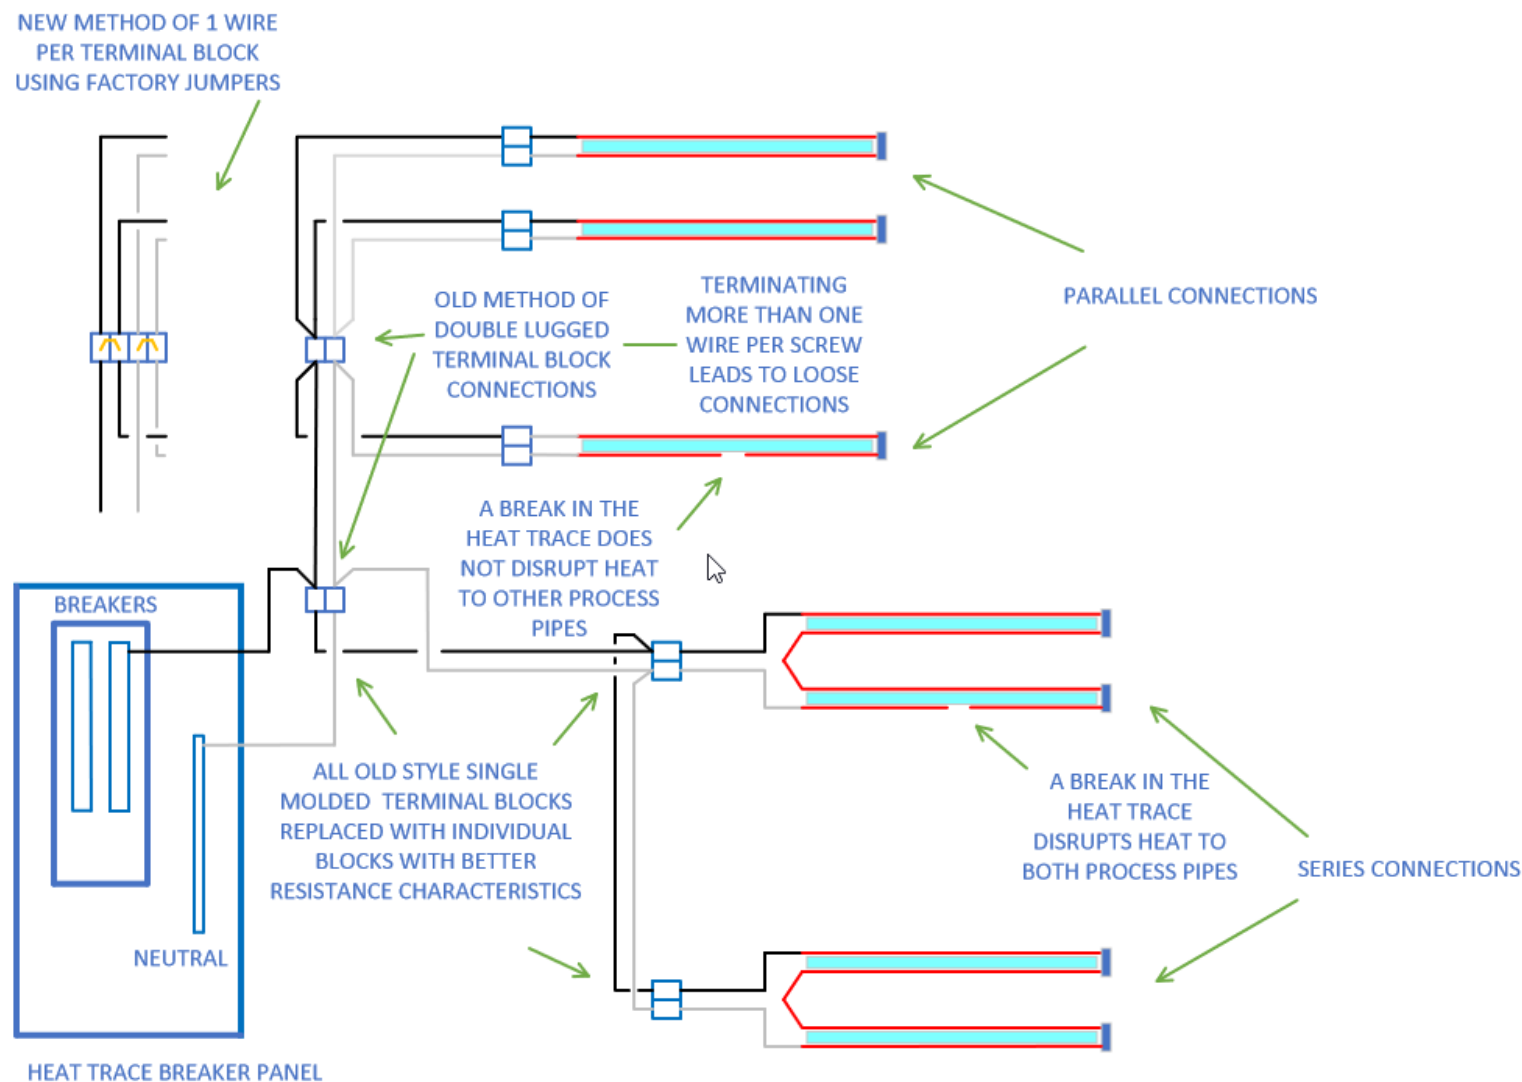 NEW METHOD OF 1 WIRE
PER TERMINAL BLOCK
USING FACTORY JUMPERS
OLD METHOD OF
DOUBLE LUGGED
TERMINAL BLOCK
CONNECTIONS
TERMINATING
MORE THAN ONE
WIRE PER SCREW
LEADS TO LOOSE
CONNECTIONS
PARALLEL CONNECTIONS
A BREAK IN THE
HEAT TRACE DOES
NOT DISRUPT HEAT
TO OTHER PROCESS
PIPES
BREAKERS
NEUTRAL
HEAT TRACE BREAKER PANEL
ALL OLD STYLE SINGLE
MOLDED TERMINAL BLOCKS
REPLACED WITH INDIVIDUAL
BLOCKS WITH BETTER
RESISTANCE CHARACTERISTICS
A BREAK IN THE
HEAT TRACE
DISRUPTS HEAT TO
BOTH PROCESS PIPES
SERIES CONNECTIONS